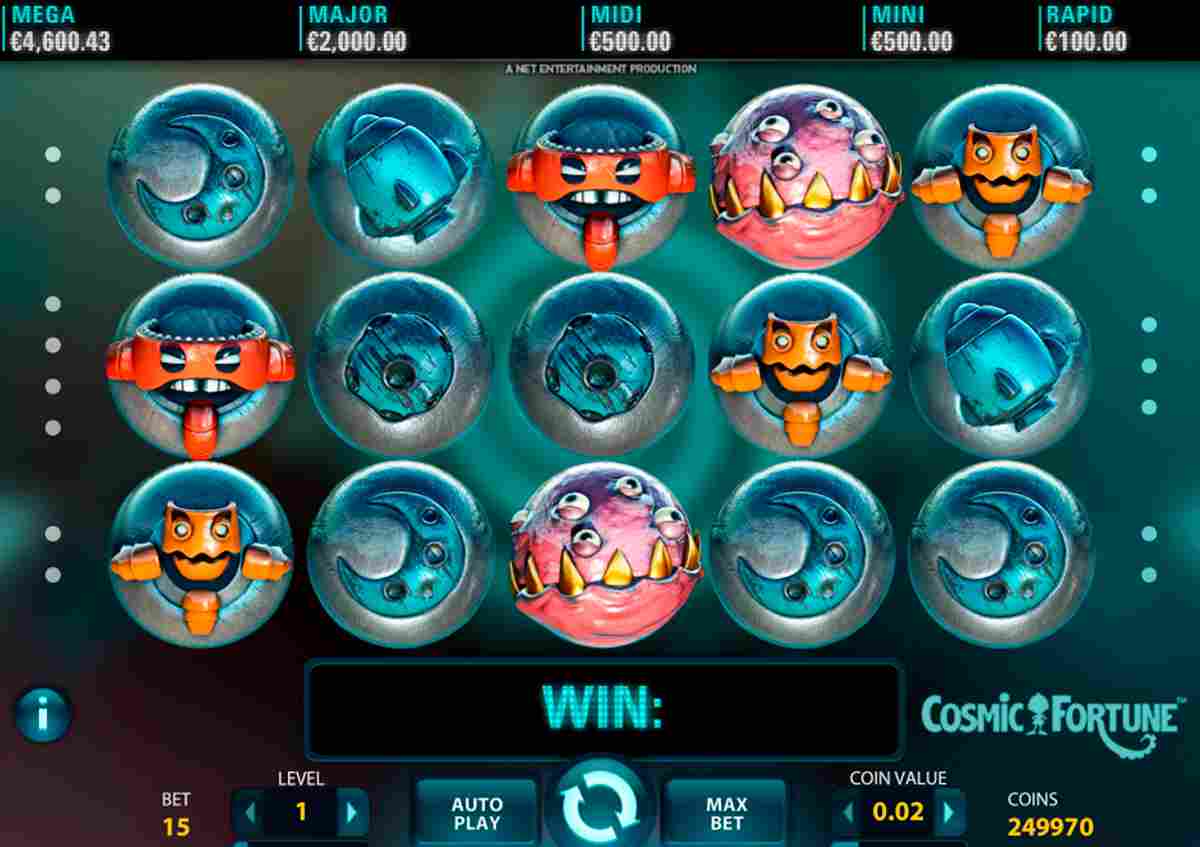 MEGA
€4,600.43
MAJOR
€2,000.00
MIDI
€500.00
MINI
€500.00
RAPID
€100.00
A NET ENTERTAINMENT PRODUCTION
WIN:
COSMIC FORTUNE™
i
BET
15
LEVEL
1
AUTO
PLAY
MAX
BET
COIN VALUE
0.02
COINS
249970